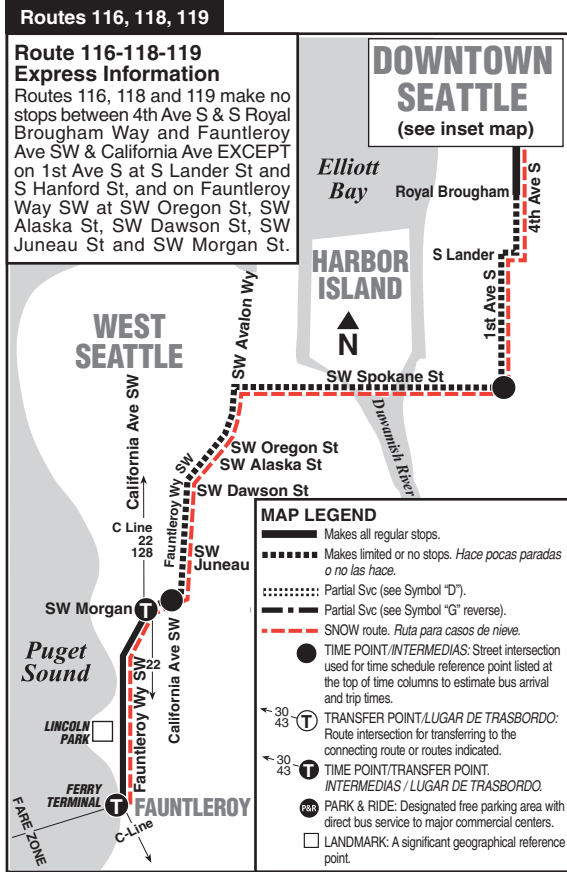 Routes 116, 118, 119
Route 116-118-119
Express Information
Routes 116, 118 and 119 make no
stops between 4th Ave S & S Royal
Brougham Way and Fauntleroy
Ave SW & California Ave EXCEPT
on 1st Ave S at S Lander St and
S Hanford St, and on Fauntleroy
Way SW at SW Oregon St, SW
Alaska St, SW Dawson St, SW
Juneau St and SW Morgan St.
DOWNTOWN
SEATTLE
(see inset map)
Elliott
Bay
Royal Brougham
4th Ave S
S Lander
1st Ave S
HARBOR
ISLAND
N
WEST
SEATTLE
SW Avalon Wy
SW Spokane St
Duwamish River
California Ave SW
SW Oregon St
SW Alaska St
Fauntleroy Wy SW
SW Dawson St
C Line
22
128
SW
Juneau
SW Morgan
T
22
California Ave SW
Puget
Sound
Fauntleroy Wy SW
LINCOLN
PARK
FERRY
TERMINAL
T
FAUNTLEROY
FARE ZONE
C-Line
MAP LEGEND
Makes all regular stops.
Makes limited or no stops. Hace pocas paradas
o no las hace.
Partial Svc (see Symbol “D”).
Partial Svc (see Symbol “G” reverse).
SNOW route. Ruta para casos de nieve.
TIME POINT/INTERMEDIAS: Street intersection
used for time schedule reference point listed at
the top of time columns to estimate bus arrival
and trip times.
30
43
T
TRANSFER POINT/LUGAR DE TRASBORDO:
Route intersection for transferring to the
connecting route or routes indicated.
30
43
T
TIME POINT/TRANSFER POINT.
INTERMEDIAS / LUGAR DE TRASBORDO.
P&R
PARK & RIDE: Designated free parking area with
direct bus service to major commercial centers.
LANDMARK: A significant geographical reference
point.